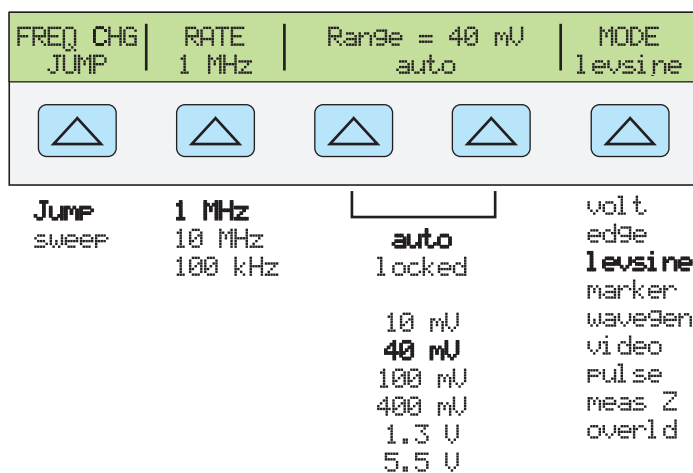 FREQ CHG
JUMP
RATE
1 MHz
Range = 40 mV
auto
MODE
levsine
Jump
sweep
1 MHz
10 MHz
100 kHz
auto
locked
10 mV
40 mV
100 mV
400 mV
1.3 V
5.5 V
volt
edge
levsine
marker
wavegen
video
pulse
meas Z
overld